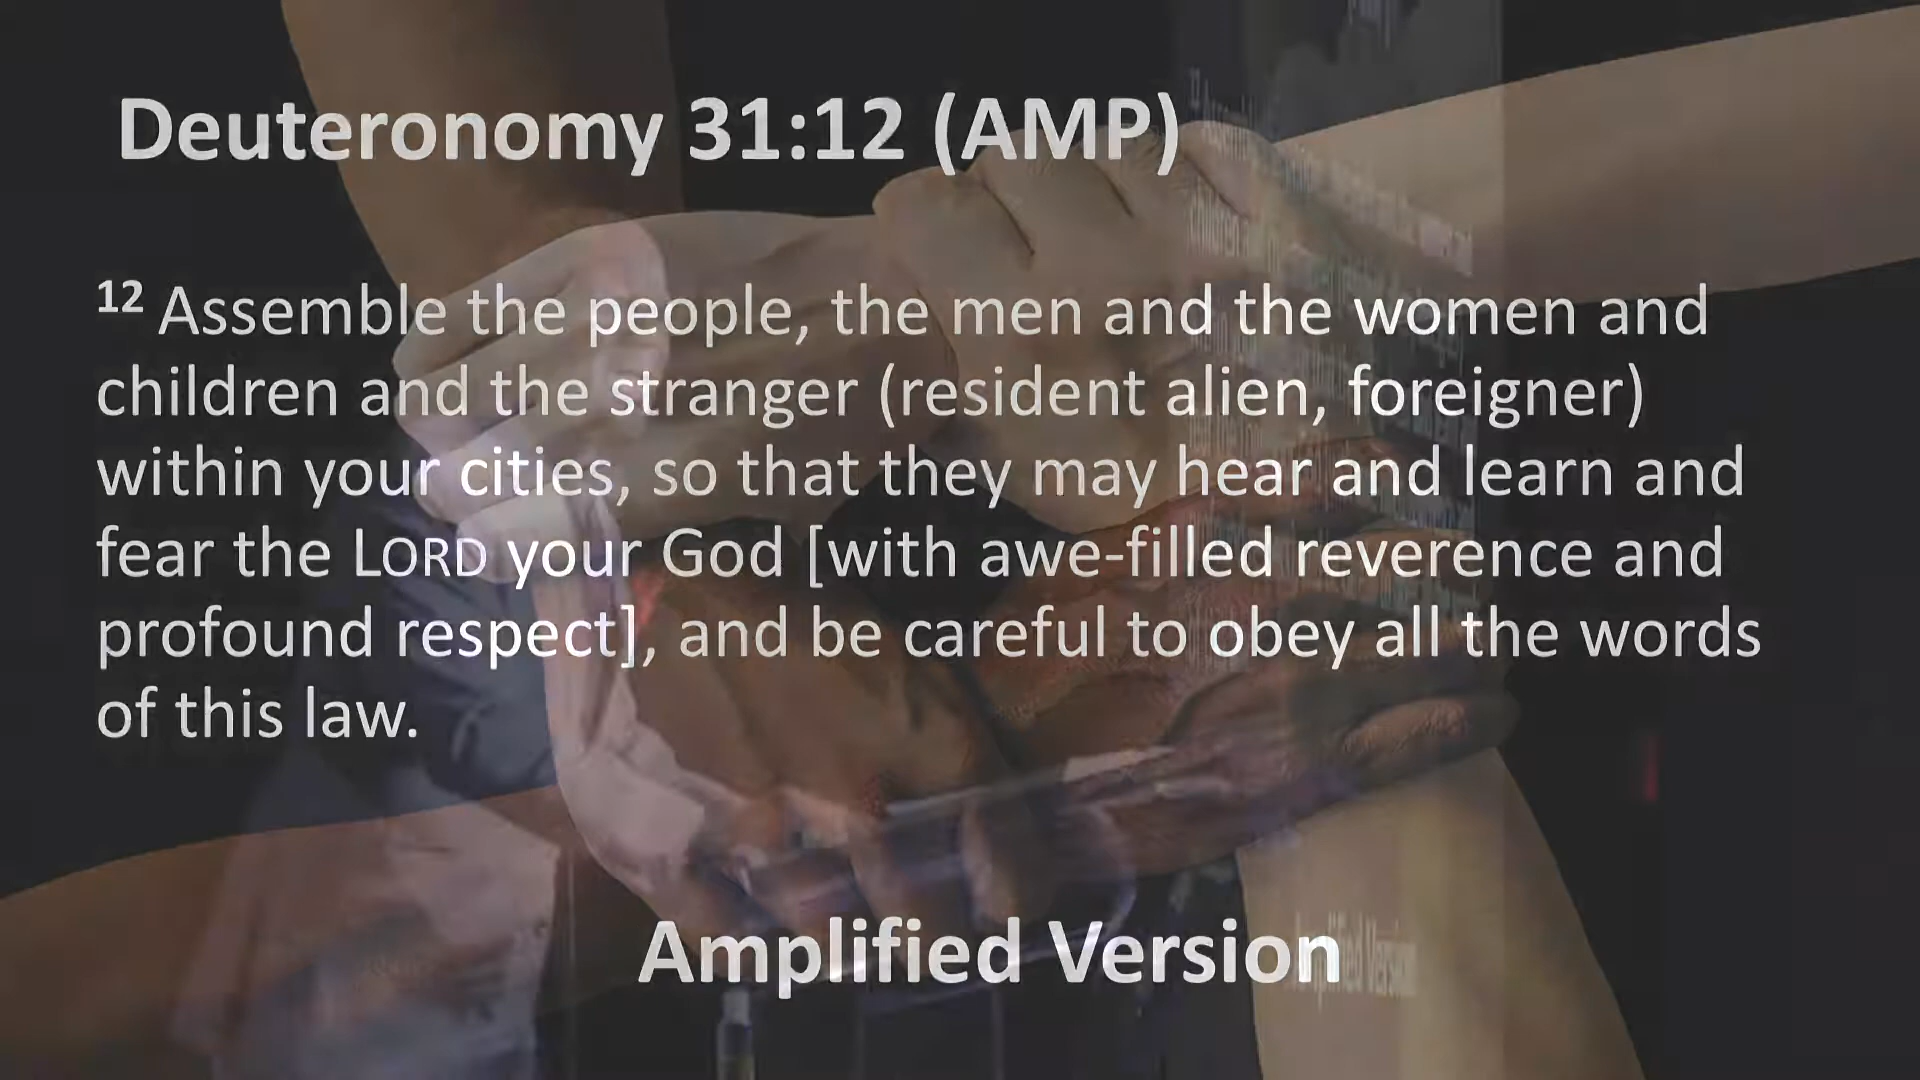 Deuteronomy 31:12 (AMP)
12 Assemble the people, the men and the women and
children and the stranger (resident alien, foreigner)
within your cities, so that they may hear and learn and
fear the LORD your God [with awe-filled reverence and
profound respect], and be careful to obey all the words
of this law.
Amplified Version